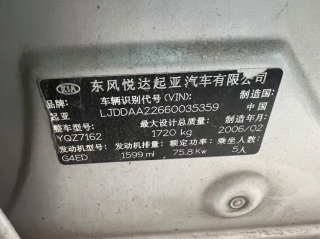 KIA 东风悦达起亚汽车有限公司
品牌: 车辆识别代号(VIN): 制造国:
起亚 LJDDAA22660035359 中国
整车型号: 最大设计总质量: 制造年月:
YQZ7162 1720 kg 2006/02
发动机型号: 发动机排量: 额定功率: 乘坐人数:
G4ED 1599 ml 75.8 Kw 5人